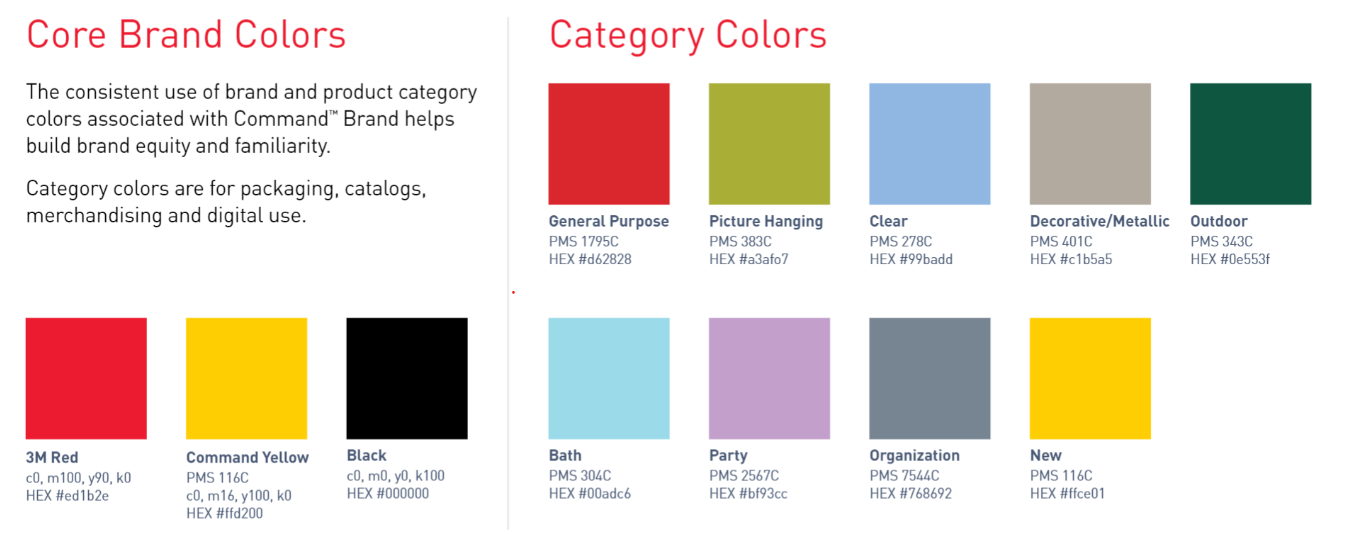 Core Brand Colors
The consistent use of brand and product category
colors associated with Command™ Brand helps
build brand equity and familiarity.
Category colors are for packaging, catalogs,
merchandising and digital use.
3M Red
c0, m100, y90, k0
HEX #ed1b2e
Command Yellow
PMS 116C
c0, m16, y100, k0
HEX #ffd200
Black
c0, m0, y0, k100
HEX #000000
Category Colors
General Purpose
PMS 1795C
HEX #d62828
Picture Hanging
PMS 383C
HEX #a3afo7
Clear
PMS 278C
HEX #99badd
Decorative/Metallic
PMS 401C
HEX #c1b5a5
Outdoor
PMS 343C
HEX #0e553f
Bath
PMS 304C
HEX #00adc6
Party
PMS 2567C
HEX #bf93cc
Organization
PMS 7544C
HEX #768692
New
PMS 116C
HEX #ffce01